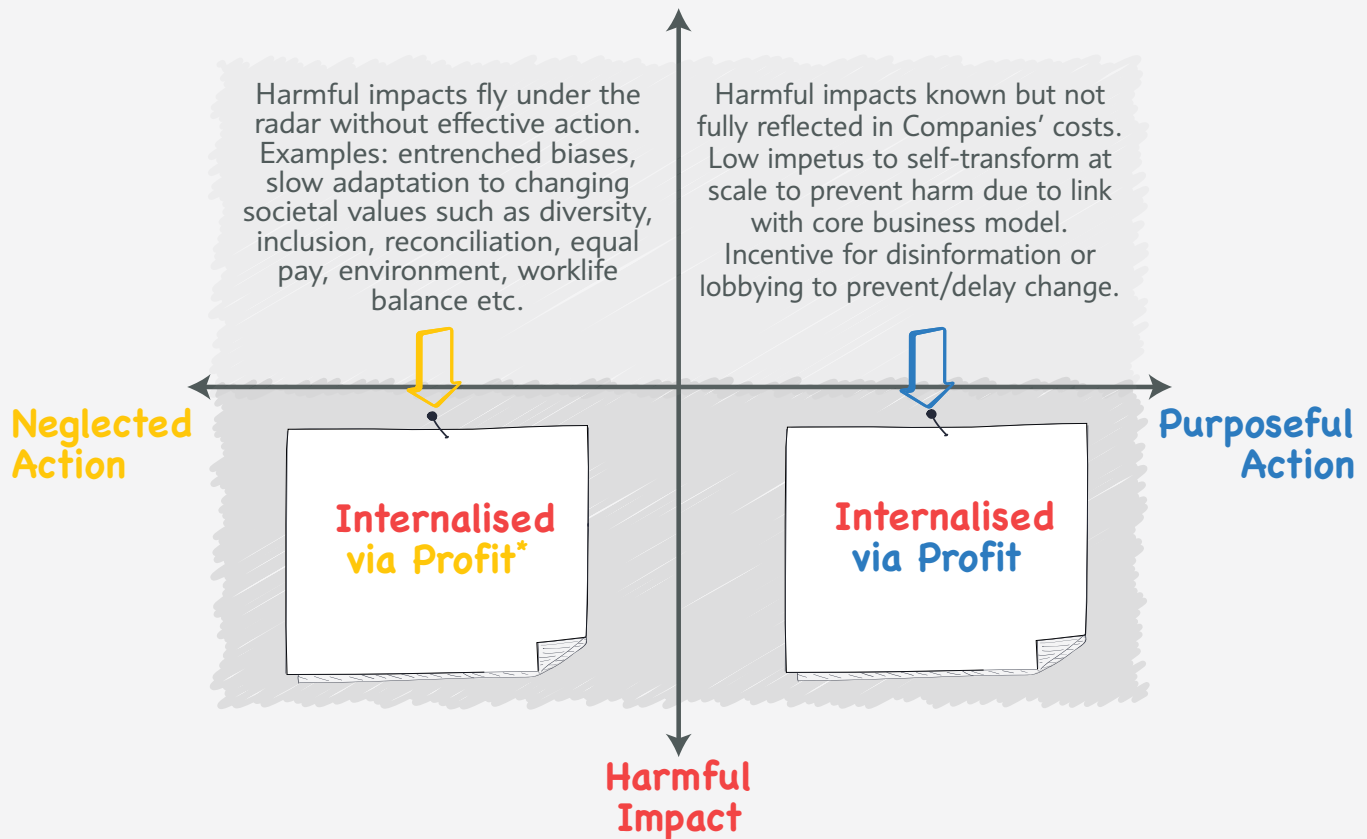 Harmful impacts fly under the
radar without effective action.
Examples: entrenched biases,
slow adaptation to changing
societal values such as diversity,
inclusion, reconciliation, equal
pay, environment, worklife
balance etc.
Harmful impacts known but not
fully reflected in Companies’ costs.
Low impetus to self-transform at
scale to prevent harm due to link
with core business model.
Incentive for disinformation or
lobbying to prevent/delay change.
Neglected
Action
Purposeful
Action
Internalised
via Profit*
Internalised
via Profit
Harmful
Impact